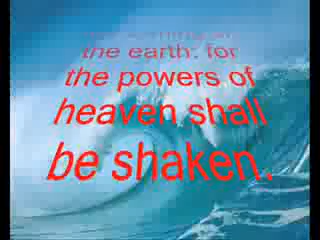 the earth: for
the powers of
heaven shall
be shaken.